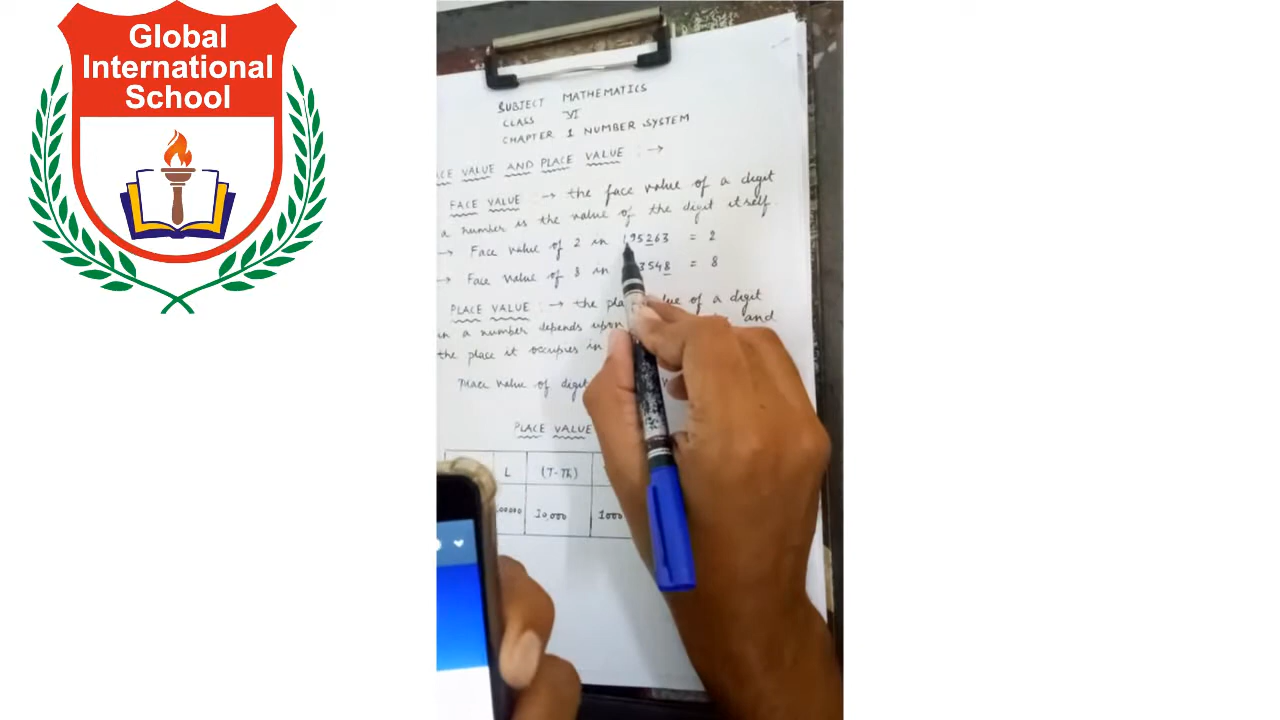 Global
International
School
SUBJECT MATHEMATICS
CLASS VI
CHAPTER 1 NUMBER SYSTEM
VALUE AND PLACE VALUE :→
FACE VALUE :→ the face value of a digit
a number is the value of the digit itself
→ Face value of 2 in 195263 = 2
→ Face value of 8 in 3548 = 8
PLACE VALUE :→ the value of a digit
in a number depends upon and
the place it occupies in
Place value of digit
PLACE VALUE
L (T-Th)
10,000 1000